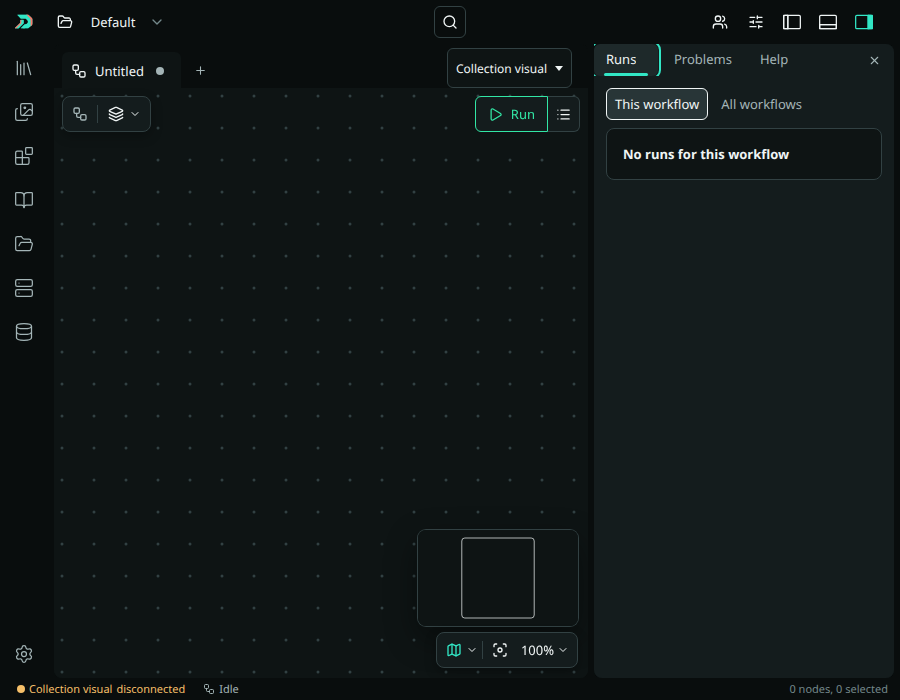 Default
Untitled
Collection visual
Runs
Problems
Help
This workflow
All workflows
Run
No runs for this workflow
100%
Collection visual disconnected
Idle
0 nodes, 0 selected